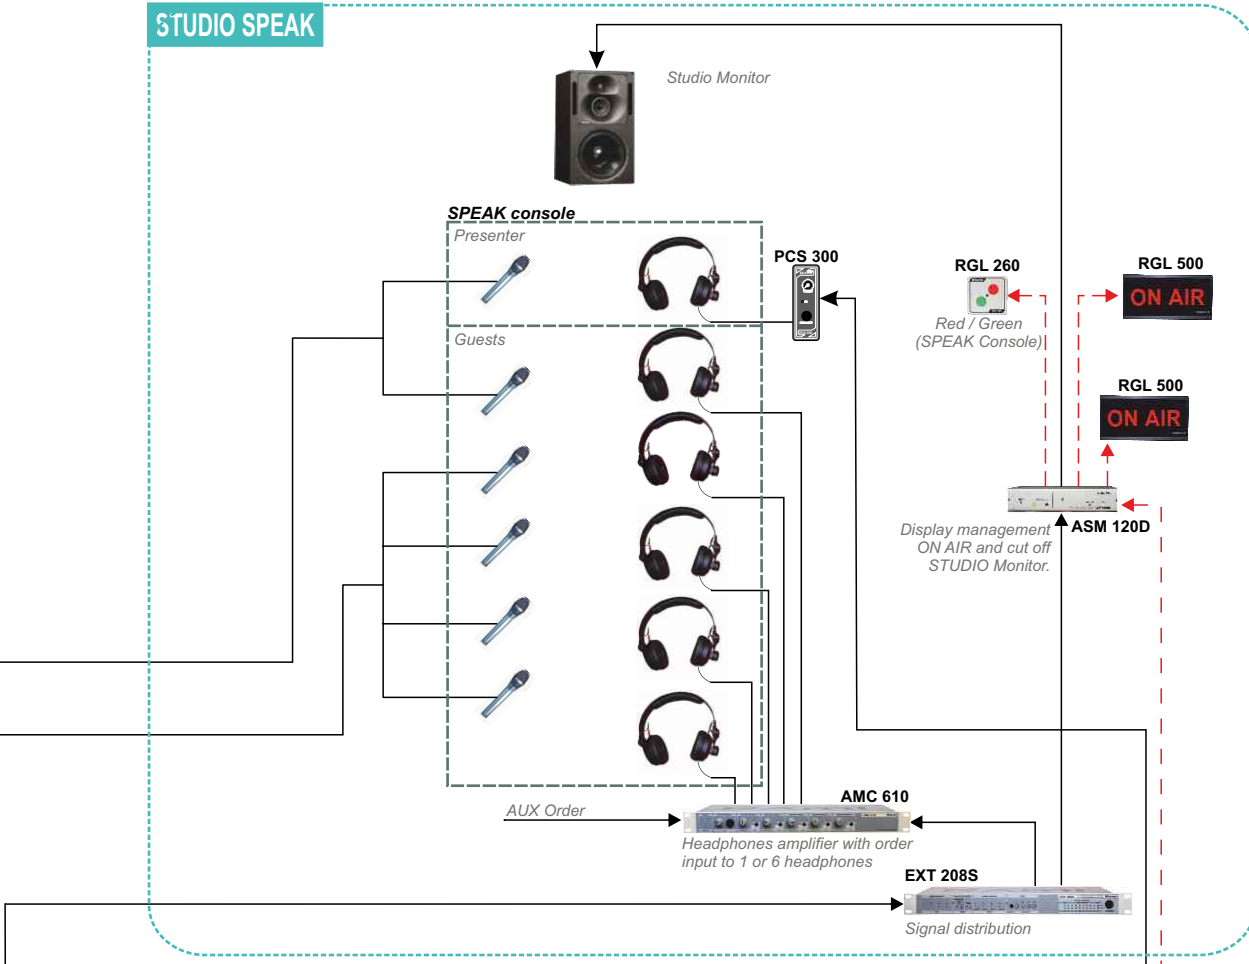 STUDIO SPEAK
Studio Monitor
SPEAK console
Presenter
PCS 300
RGL 260
RGL 500
ON AIR
Red / Green
(SPEAK Console)
Guests
RGL 500
ON AIR
ASM 120D
Display management
ON AIR and cut off
STUDIO Monitor.
AMC 610
AUX Order
Headphones amplifier with order
input to 1 or 6 headphones
EXT 208S
Signal distribution